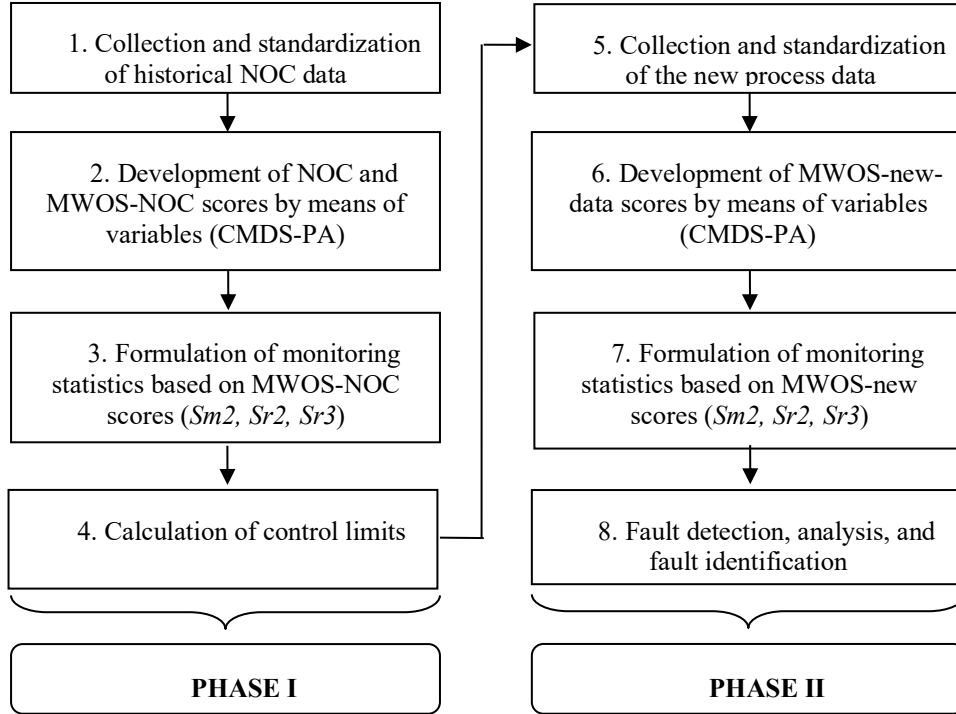 1. Collection and standardization
of historical NOC data
2. Development of NOC and
MWOS-NOC scores by means of
variables (CMDS-PA)
3. Formulation of monitoring
statistics based on MWOS-NOC
scores (Sm2, Sr2, Sr3)
4. Calculation of control limits
PHASE I
5. Collection and standardization
of the new process data
6. Development of MWOS-new-
data scores by means of variables
(CMDS-PA)
7. Formulation of monitoring
statistics based on MWOS-new
scores (Sm2, Sr2, Sr3)
8. Fault detection, analysis, and
fault identification
PHASE II